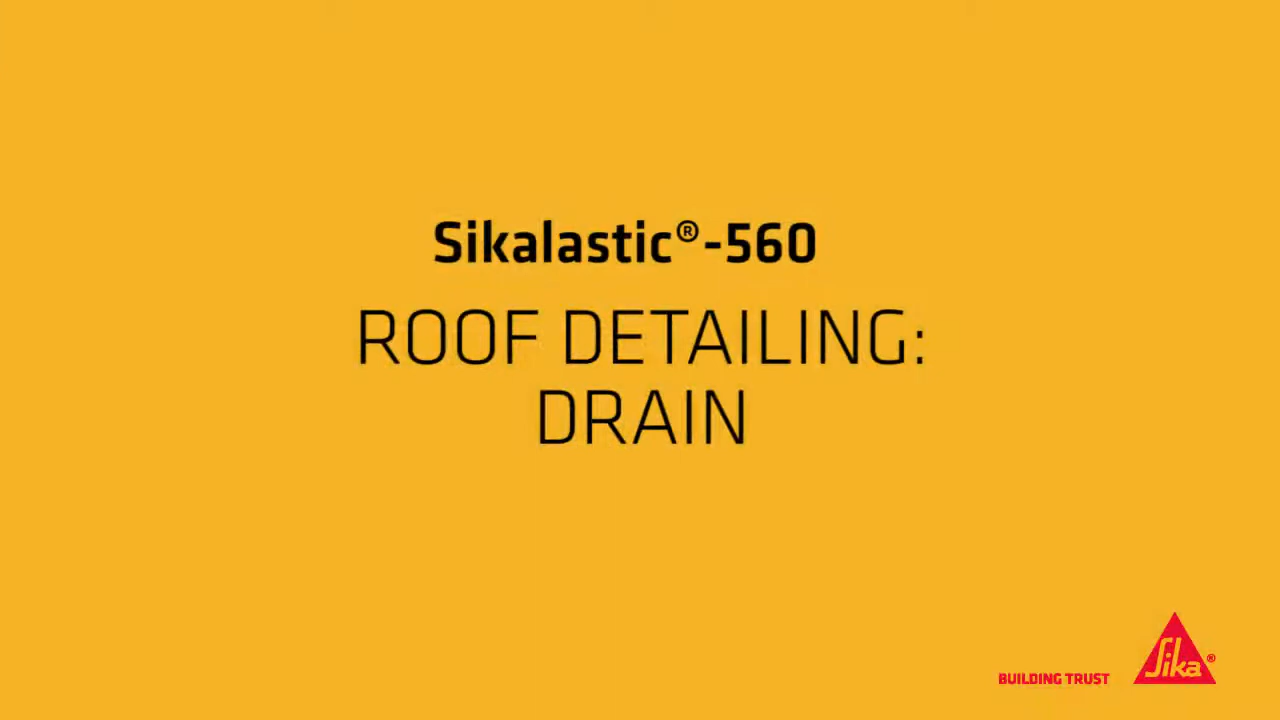 Sikalastic®-560
ROOF DETAILING:
DRAIN
BUILDING TRUST
Sika®